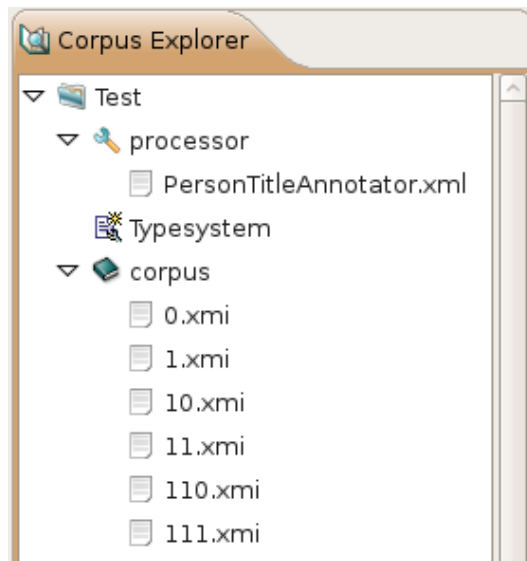 Corpus Explorer
Test
processor
PersonTitleAnnotator.xml
Typesystem
corpus
0.xmi
1.xmi
10.xmi
11.xmi
110.xmi
111.xmi